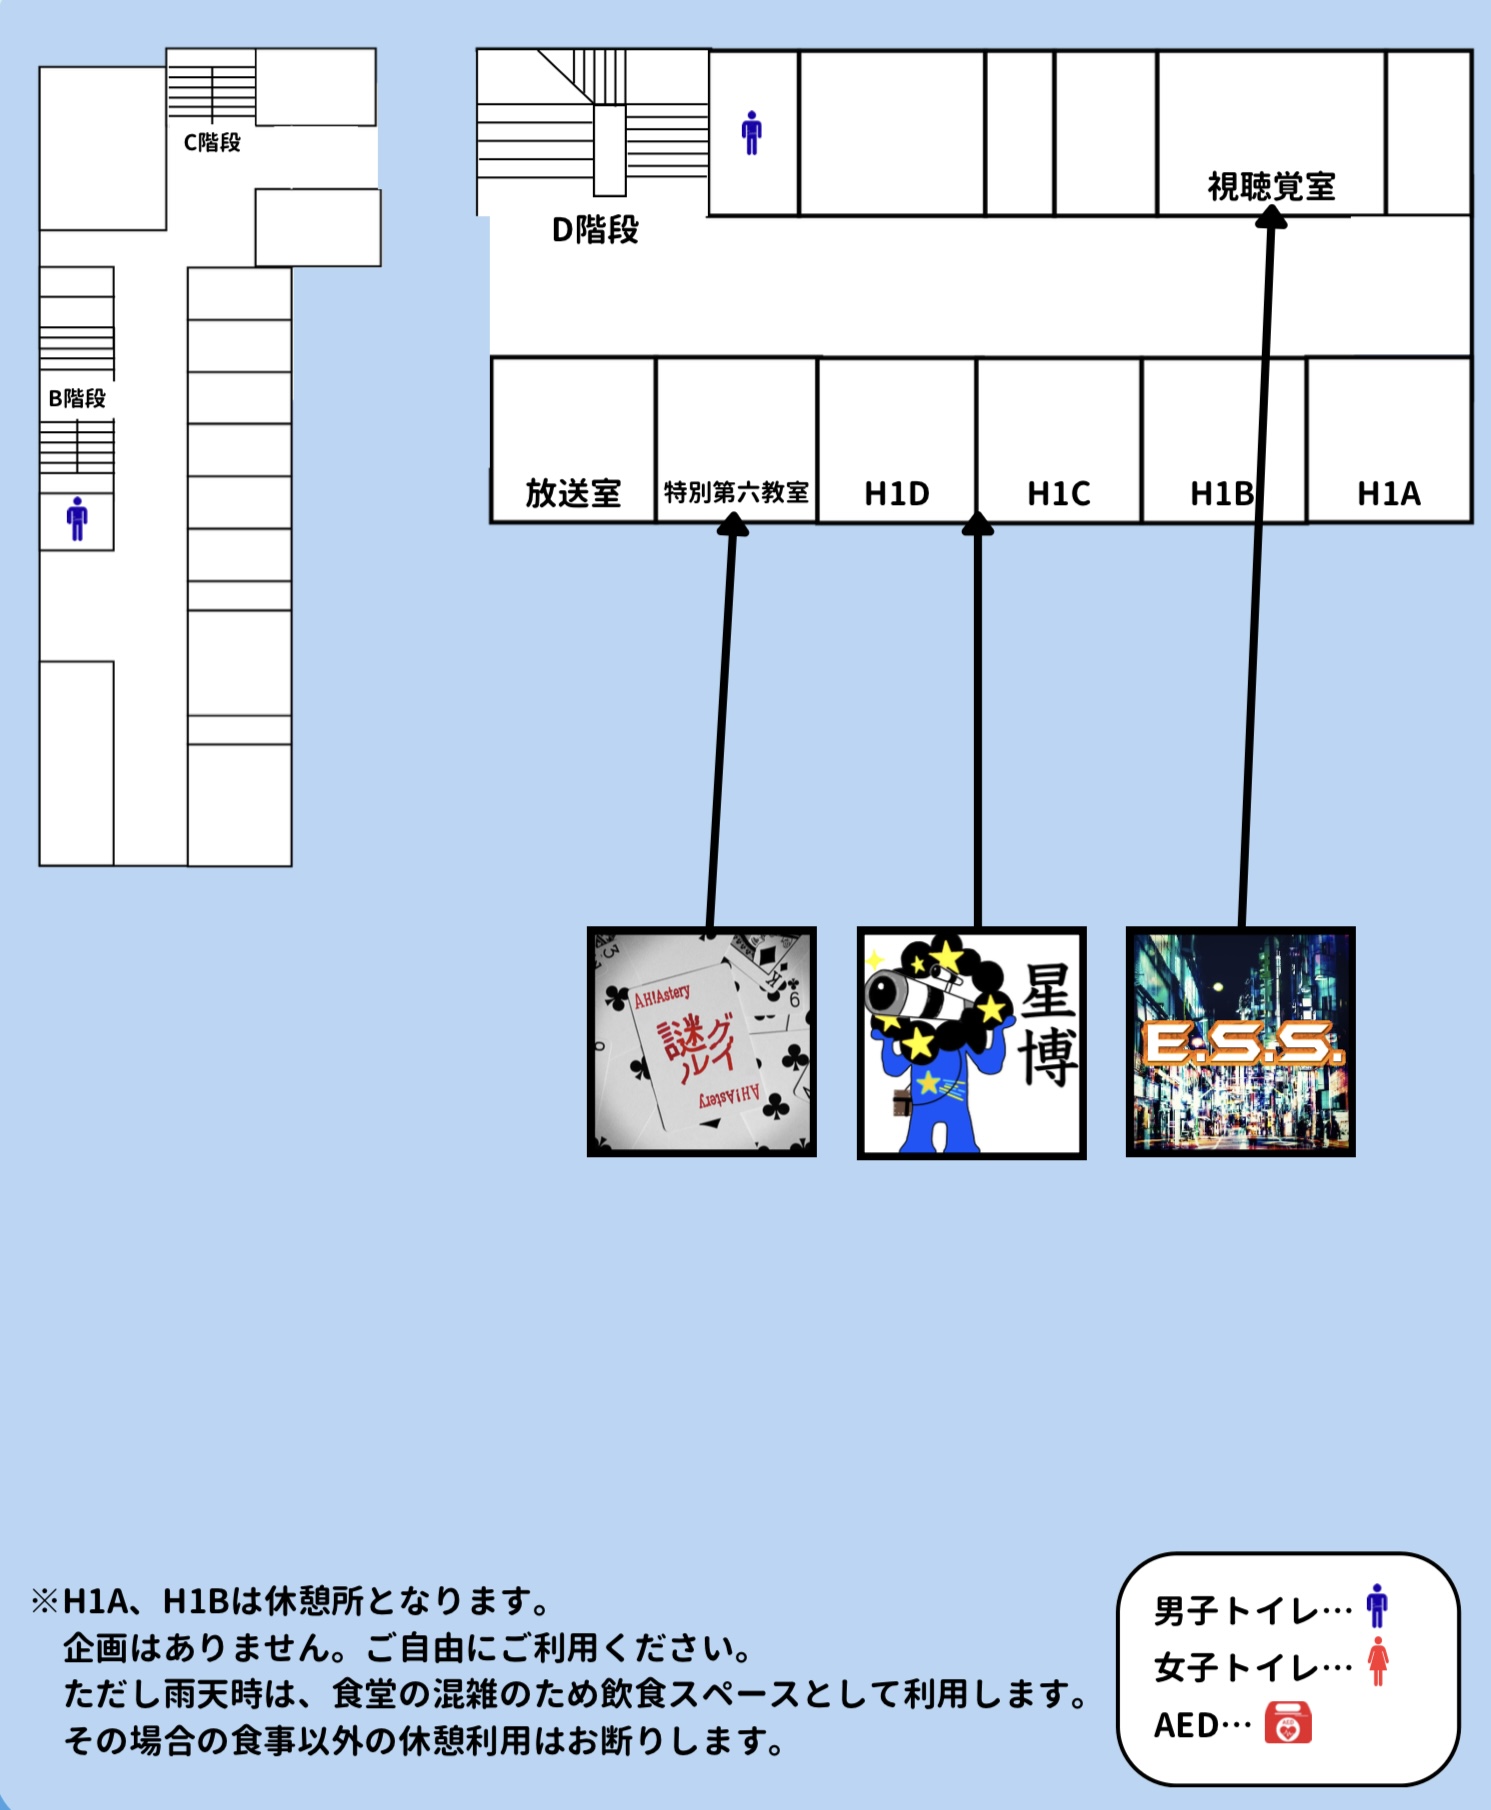 C階段
D階段
視聴覚室
B階段
放送室
特別第六教室
H1D
H1C
H1B
H1A
AH!Astery
謎グルイ
AH!Astery
K
6
星博
E.S.S.
※H1A、H1Bは休憩所となります。
企画はありません。ご自由にご利用ください。
ただし雨天時は、食堂の混雑のため飲食スペースとして利用します。
その場合の食事以外の休憩利用はお断りします。
男子トイレ…
女子トイレ…
AED…
AED